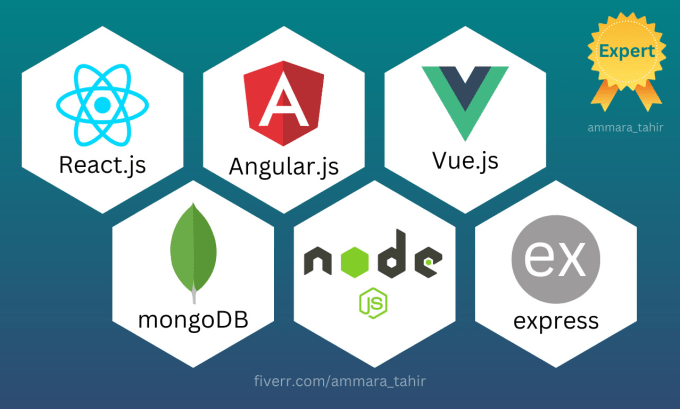 Expert
ammara_tahir
React.js
Angular.js
Vue.js
mongoDB
node
JS
ex
express
fiverr.com/ammara_tahir